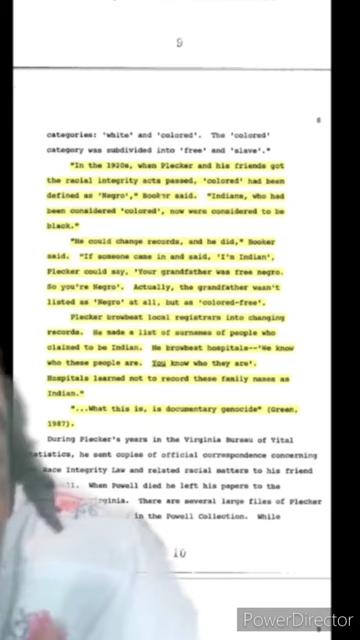 9
8
categories: 'white' and 'colored'. The 'colored'
category was subdivided into 'free' and 'slave'."
"In the 1920s, when Plecker and his friends got
the racial integrity acts passed, 'colored' had been
defined as 'Negro'," Booker said. "Indians, who had
been considered 'colored', now were considered to be
black."
"He could change records, and he did," Booker
said. "If someone came in and said, 'I'm Indian',
Plecker could say, 'Your grandfather was free negro.
So you're Negro'. Actually, the grandfather wasn't
listed as 'Negro' at all, but as 'colored-free'.
Plecker browbeat local registrars into changing
records. He made a list of surnames of people who
claimed to be Indian. He browbeat hospitals--'We know
who these people are. You know who they are'.
Hospitals learned not to record these family names as
Indian."
"...What this is, is documentary genocide" (Green,
1987).
During Plecker's years in the Virginia Bureau of Vital
Statistics, he sent copies of official correspondence concerning
Race Integrity Law and related racial matters to his friend
When Powell died he left his papers to the
Virginia. There are several large files of Plecker
in the Powell Collection. While
10
PowerDirector